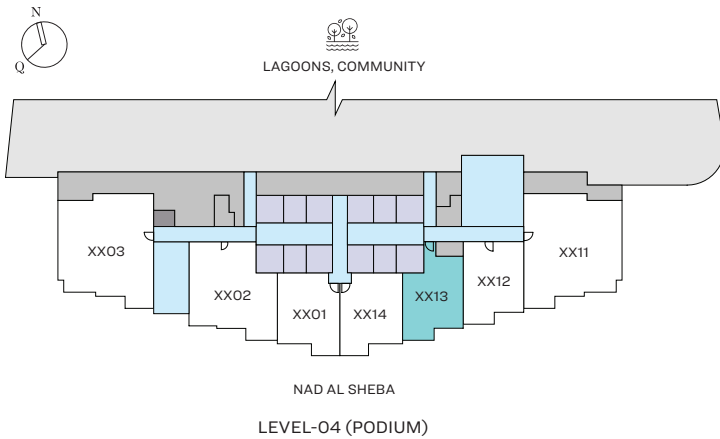 N
Q
LAGOONS, COMMUNITY
XX03
XX02
XX01
XX14
XX13
XX12
XX11
NAD AL SHEBA
LEVEL-04 (PODIUM)